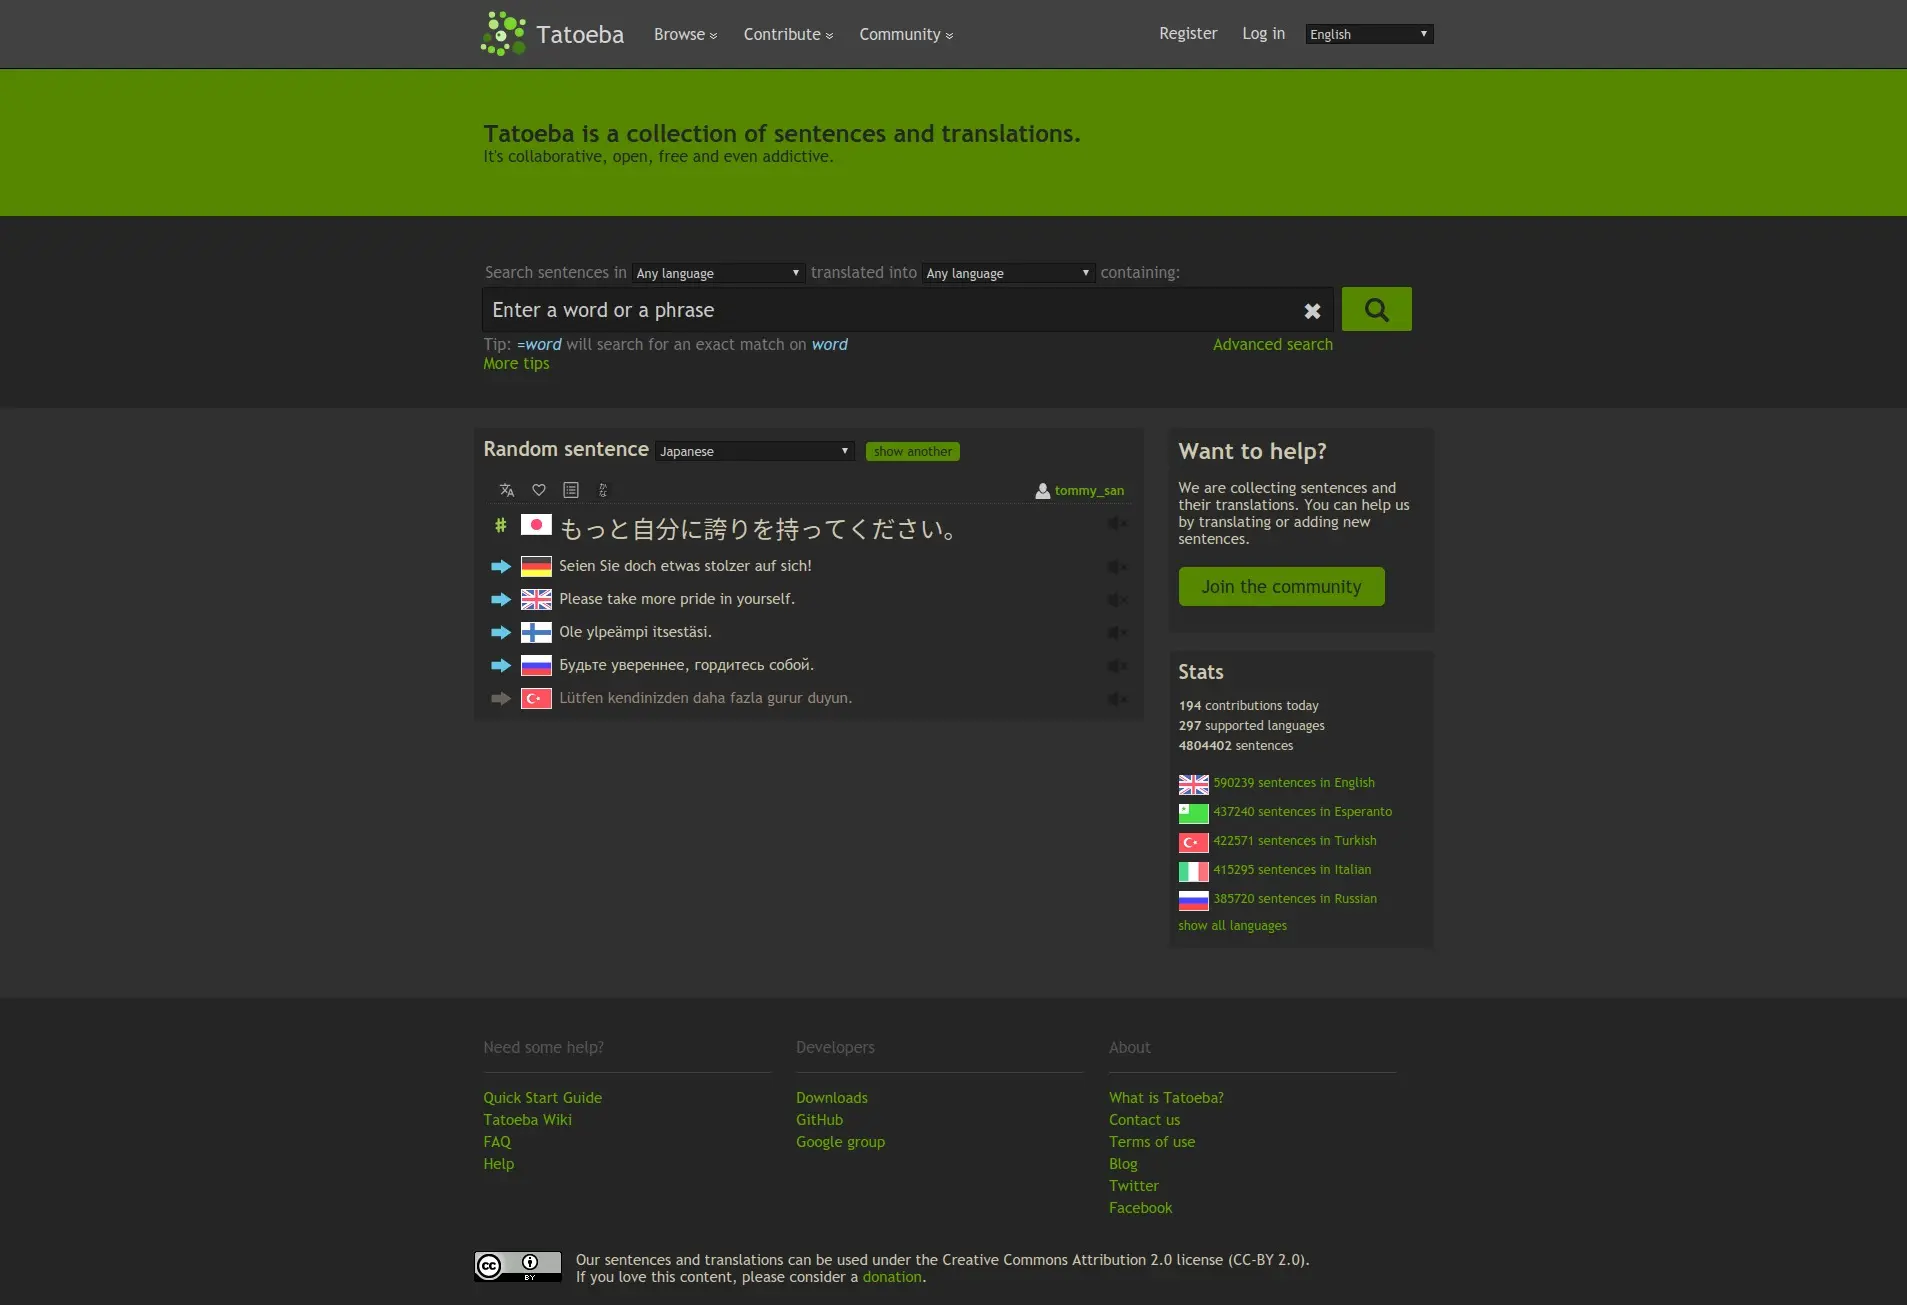 Tatoeba
Browse
Contribute
Community
Register
Log in
English
Tatoeba is a collection of sentences and translations.
It's collaborative, open, free and even addictive.
Search sentences in Any language translated into Any language containing:
Enter a word or a phrase
Tip: =word will search for an exact match on word
Advanced search
More tips
Random sentence Japanese show another
tommy_san
もっと自分に誇りを持ってください。
Seien Sie doch etwas stolzer auf sich!
Please take more pride in yourself.
Ole ylpeämpi itsestäsi.
Будьте увереннее, гордитесь собой.
Lütfen kendinizden daha fazla gurur duyun.
Want to help?
We are collecting sentences and
their translations. You can help us
by translating or adding new
sentences.
Join the community
Stats
194 contributions today
297 supported languages
4804402 sentences
590239 sentences in English
437240 sentences in Esperanto
422571 sentences in Turkish
415295 sentences in Italian
385720 sentences in Russian
show all languages
Need some help?
Quick Start Guide
Tatoeba Wiki
FAQ
Help
Developers
Downloads
GitHub
Google group
About
What is Tatoeba?
Contact us
Terms of use
Blog
Twitter
Facebook
cc
BY
Our sentences and translations can be used under the Creative Commons Attribution 2.0 license (CC-BY 2.0).
If you love this content, please consider a donation.